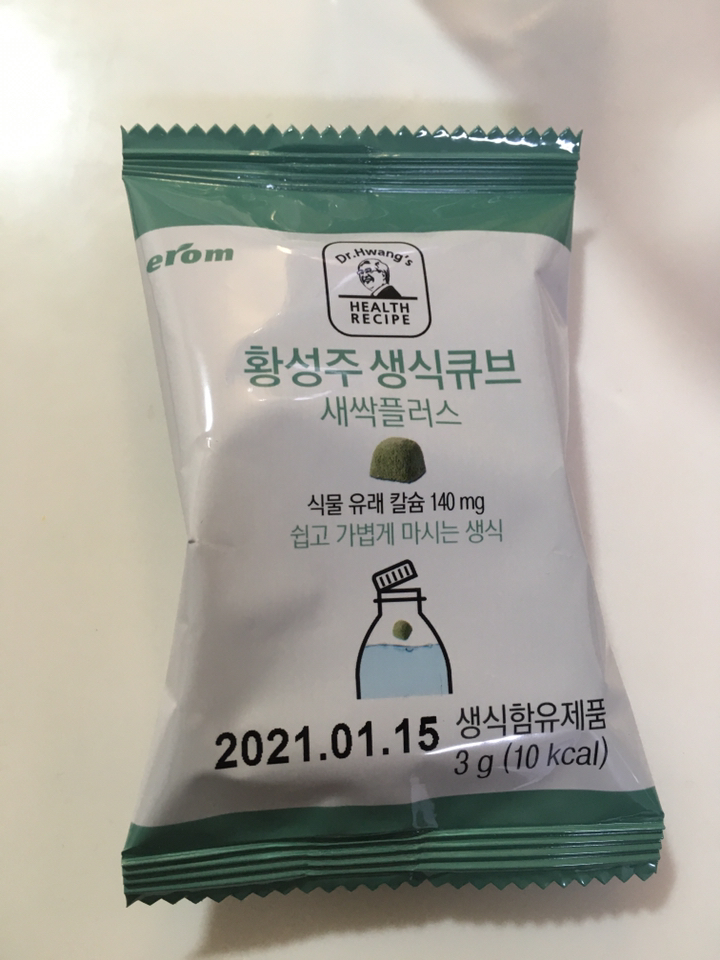 erom
Dr.Hwang's
HEALTH
RECIPE
황성주 생식큐브
새싹플러스
식물 유래 칼슘 140 mg
쉽고 가볍게 마시는 생식
2021.01.15
생식함유제품
3 g (10 kcal)